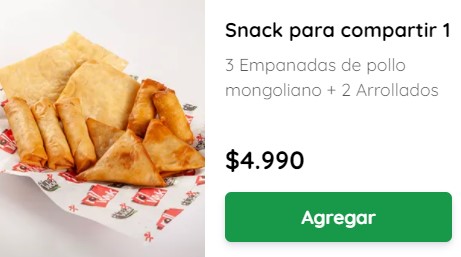 Snack para compartir 1
3 Empanadas de pollo
mongoliano + 2 Arrollados
$4.990
Agregar